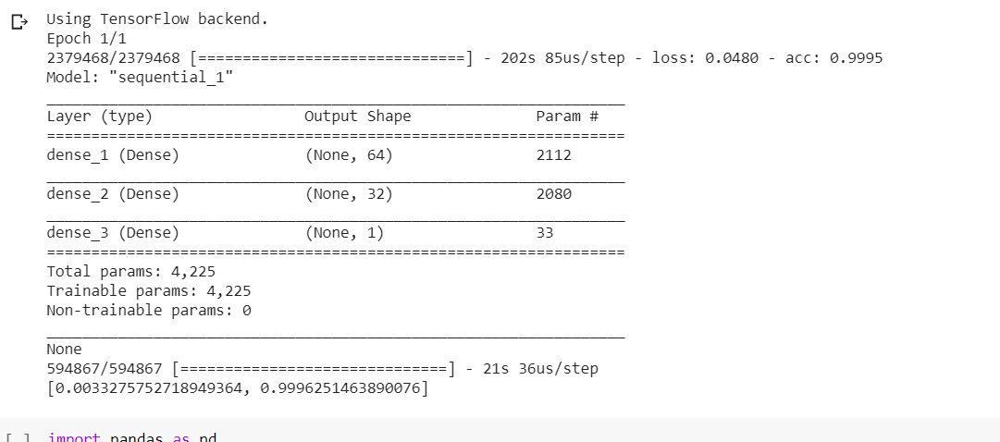 Using TensorFlow backend.
Epoch 1/1
2379468/2379468 [==============================] - 202s 85us/step - loss: 0.0480 - acc: 0.9995
Model: "sequential_1"
_________________________________________________________________
Layer (type)                 Output Shape              Param #
=================================================================
dense_1 (Dense)              (None, 64)                2112
_________________________________________________________________
dense_2 (Dense)              (None, 32)                2080
_________________________________________________________________
dense_3 (Dense)              (None, 1)                 33
=================================================================
Total params: 4,225
Trainable params: 4,225
Non-trainable params: 0
_________________________________________________________________
None
594867/594867 [==============================] - 21s 36us/step
[0.0033275752718949364, 0.9996251463890076]
[ ] import pandas as pd